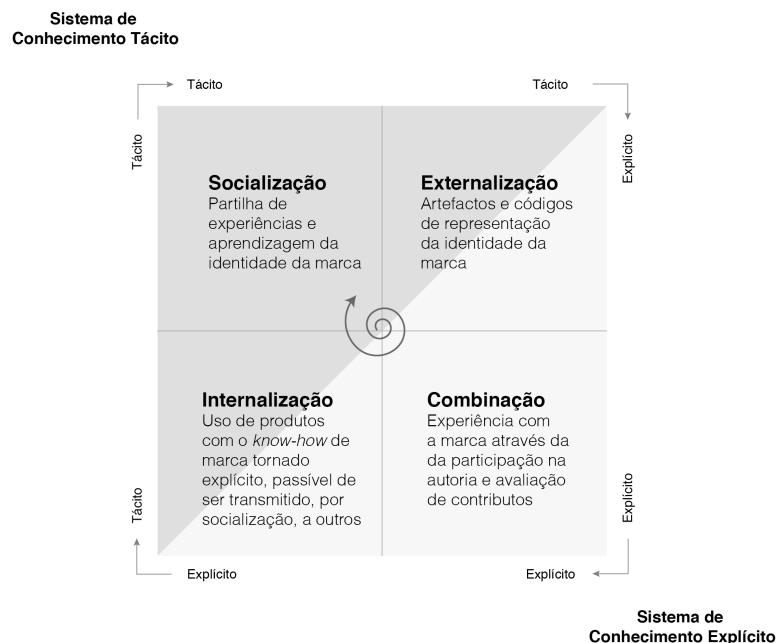 Sistema de
Conhecimento Tácito
Tácito
Tácito
Tácito
Explícito
Socialização
Partilha de
experiências e
aprendizagem da
identidade da marca
Externalização
Artefactos e códigos
de representação
da identidade da
marca
Internalização
Uso de produtos
com o know-how de
marca tornado
explícito, passível de
ser transmitido, por
socialização, a outros
Combinação
Experiência com
a marca através da
da participação na
autoria e avaliação
de contributos
Tácito
Explícito
Explícito
Explícito
Sistema de
Conhecimento Explícito